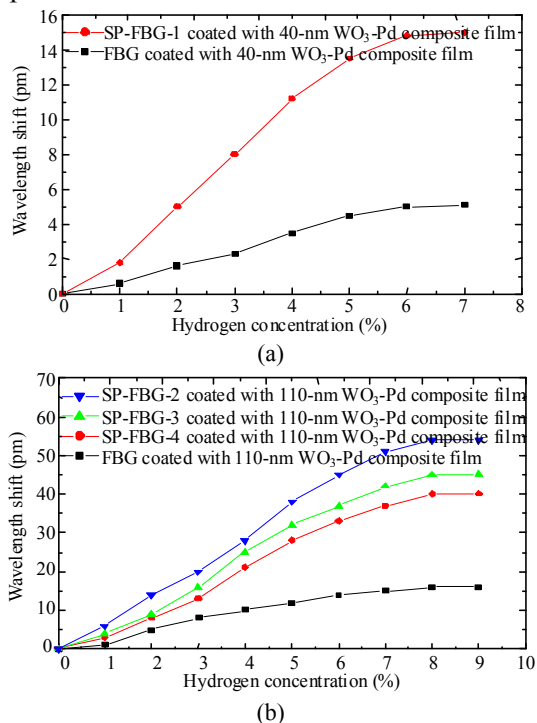 16
SP-FBG-1 coated with 40-nm WO₃-Pd composite film
14
FBG coated with 40-nm WO₃-Pd composite film
12
10
8
6
4
2
0
Wavelength shift (pm)
0 1 2 3 4 5 6 7 8
Hydrogen concentration (%)
(a)
70
SP-FBG-2 coated with 110-nm WO₃-Pd composite film
60
SP-FBG-3 coated with 110-nm WO₃-Pd composite film
SP-FBG-4 coated with 110-nm WO₃-Pd composite film
50
FBG coated with 110-nm WO₃-Pd composite film
40
30
20
10
0
Wavelength shift (pm)
0 1 2 3 4 5 6 7 8 9 10
Hydrogen concentration (%)
(b)